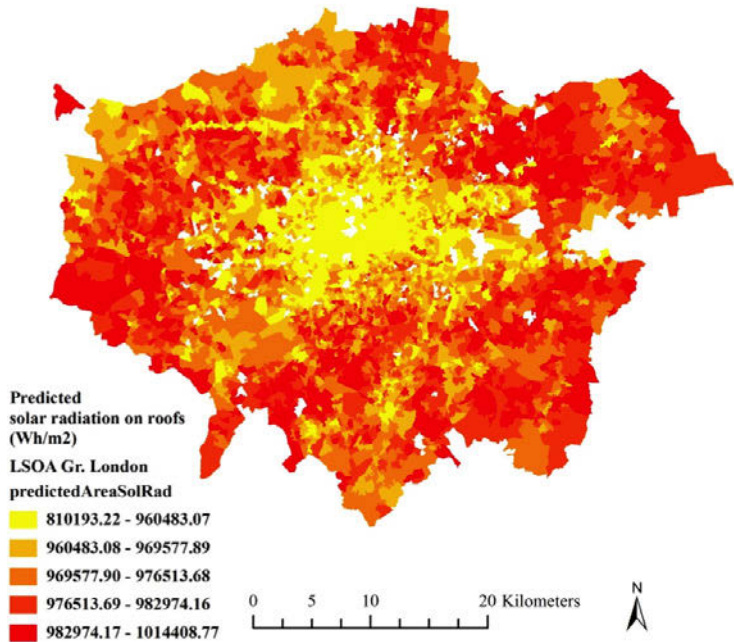 Predicted
solar radiation on roofs
(Wh/m2)
LSOA Gr. London
predictedAreaSolRad
810193.22 - 960483.07
960483.08 - 969577.89
969577.90 - 976513.68
976513.69 - 982974.16
982974.17 - 1014408.77
0 5 10 20 Kilometers
N